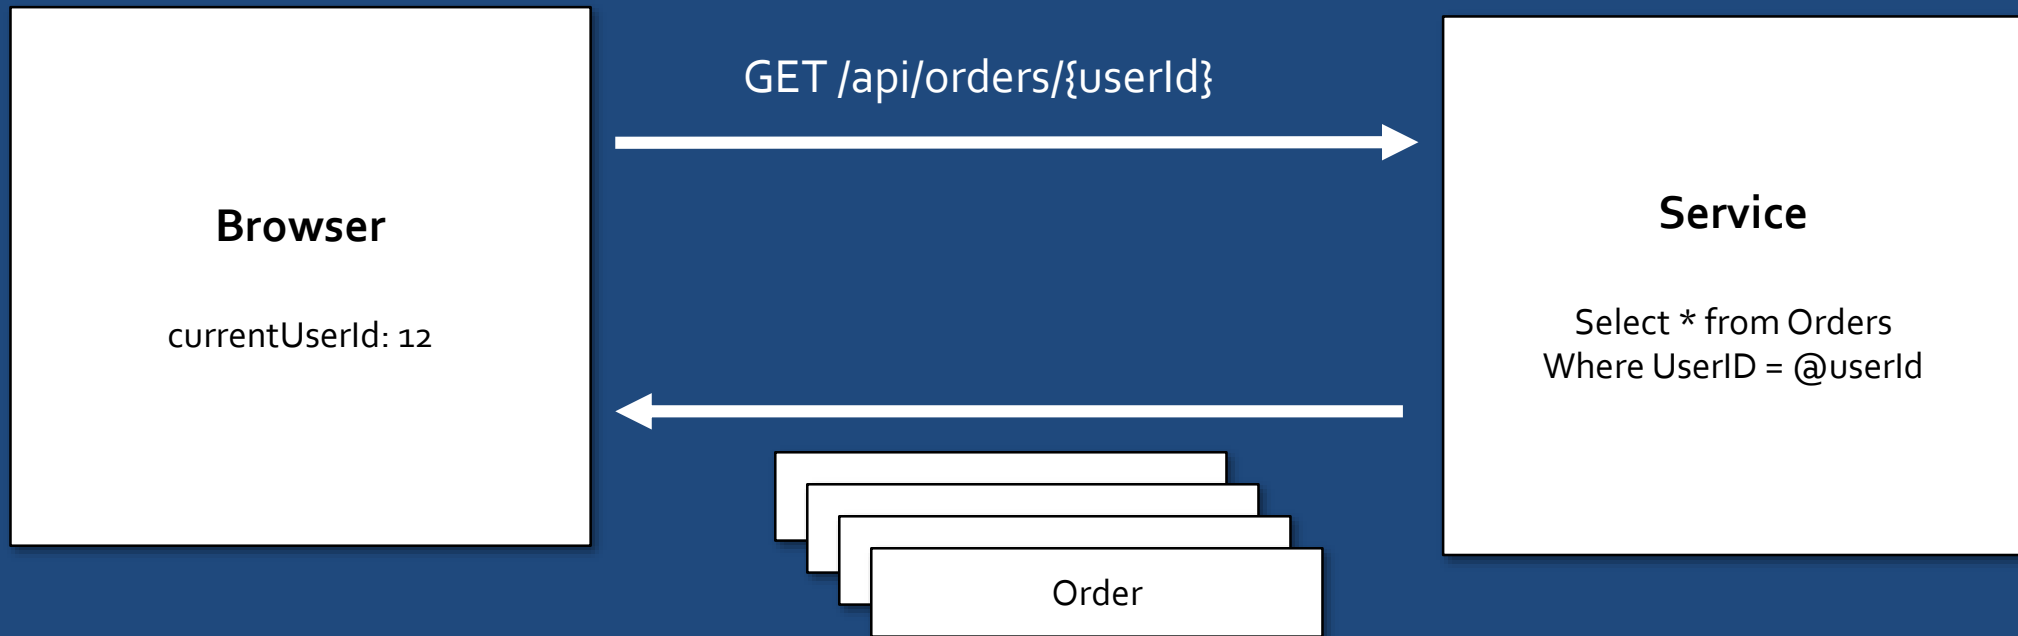 GET /api/orders/{userId}
Browser
currentUserId: 12
Service
Select * from Orders
Where UserID = @userId
Order